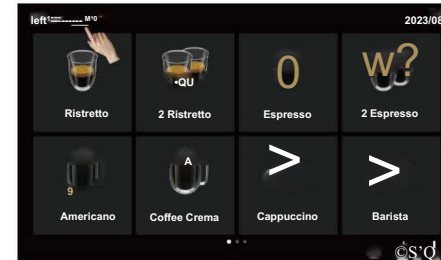 2023/08
Ristretto
2 Ristretto
Espresso
2 Espresso
Americano
Coffee Crema
Cappuccino
Barista